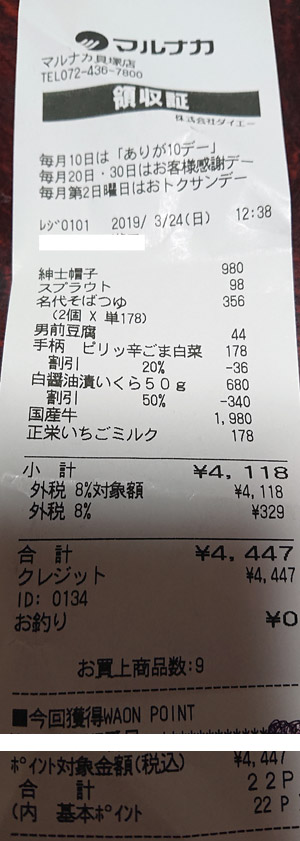 マルナカ
マルナカ貝塚店
TEL072-436-7800
領収証
株式会社ダイエー
毎月10日は「ありが10デー」
毎月20日・30日はお客様感謝デー
毎月第2日曜日はおトクサンデー
ﾚｼﾞ0101 2019/ 3/24(日) 12:38
紳士帽子 980
スプラウト 98
名代そばつゆ 356
(2個 X 単178)
男前豆腐 44
手柄 ピリッ辛ごま白菜 178
割引 20% -36
白醤油漬いくら50g 680
割引 50% -340
国産牛 1,980
正栄いちごミルク 178
小 計 ¥4,118
外税 8%対象額 ¥4,118
外税 8% ¥329
合 計 ¥4,447
クレジット ¥4,447
ID: 0134
お釣り ¥0
お買上商品数:9
■今回獲得WAON POINT
ﾎﾟｲﾝﾄ対象金額(税込) ¥4,447
合 計 22P
(内 基本ﾎﾟｲﾝﾄ 22P